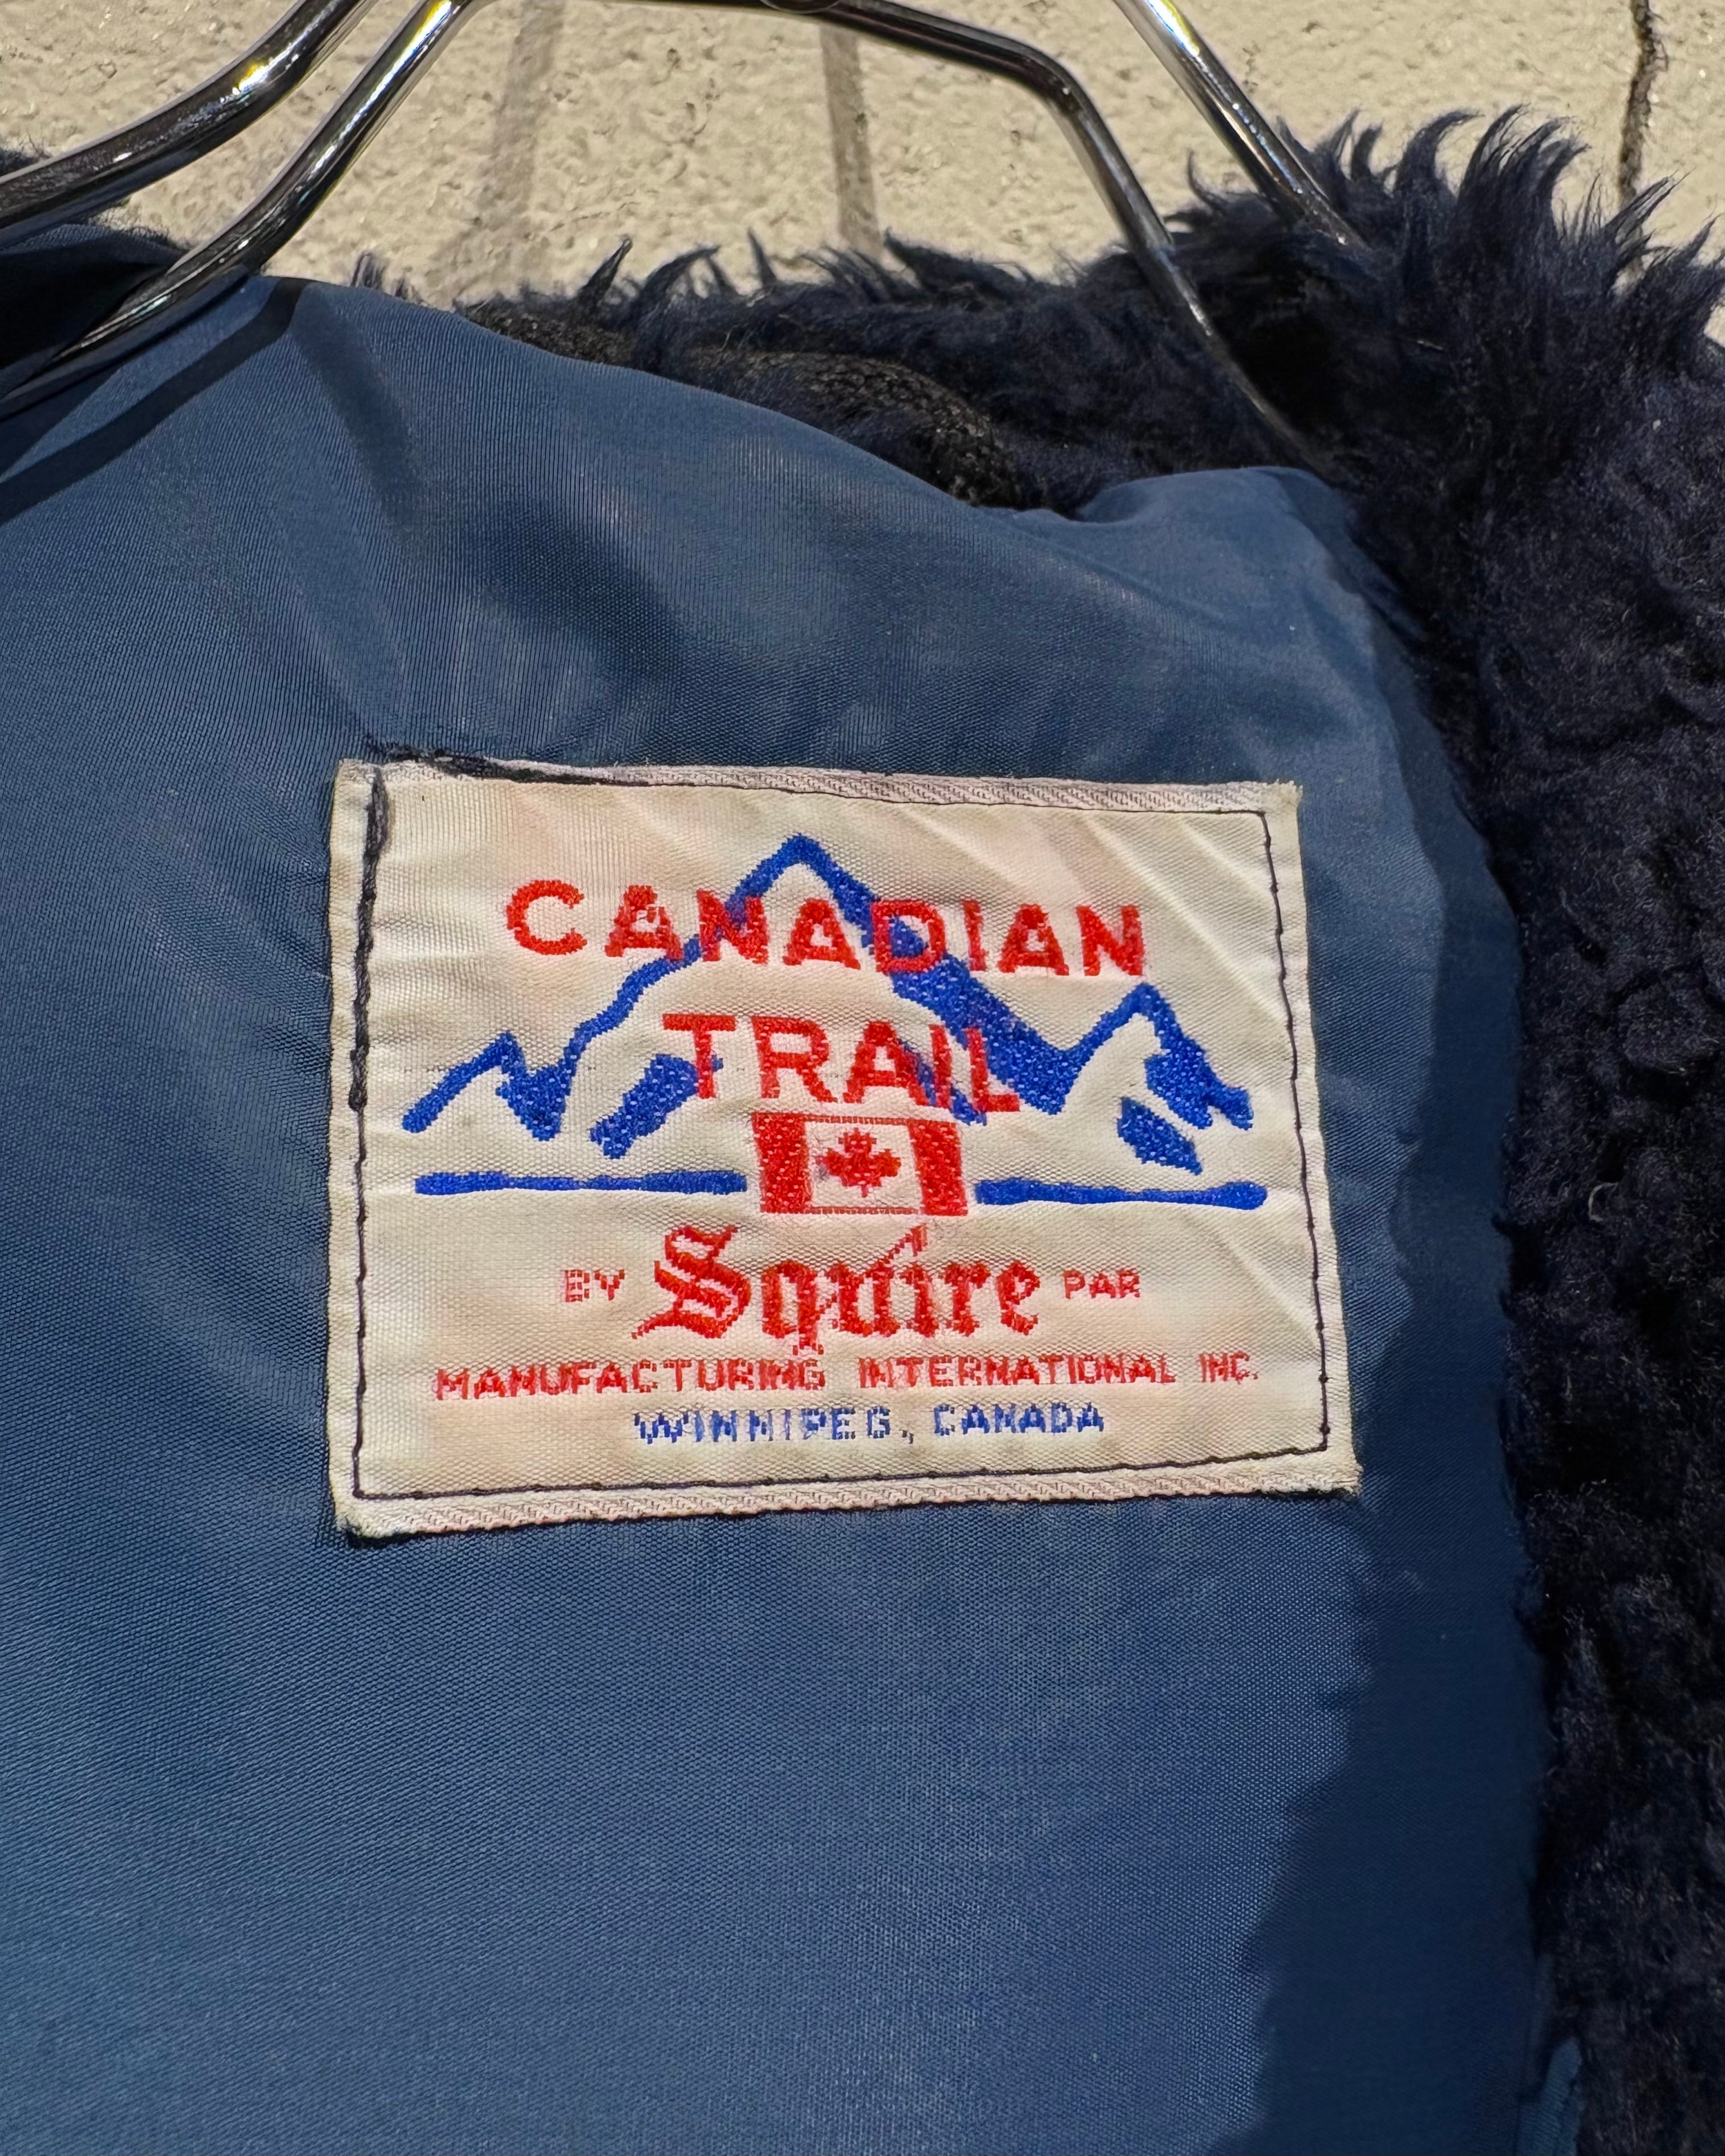 CANADIAN
TRAIL
BY Squire PAR
MANUFACTURING INTERNATIONAL INC.
WINNIPEG, CANADA